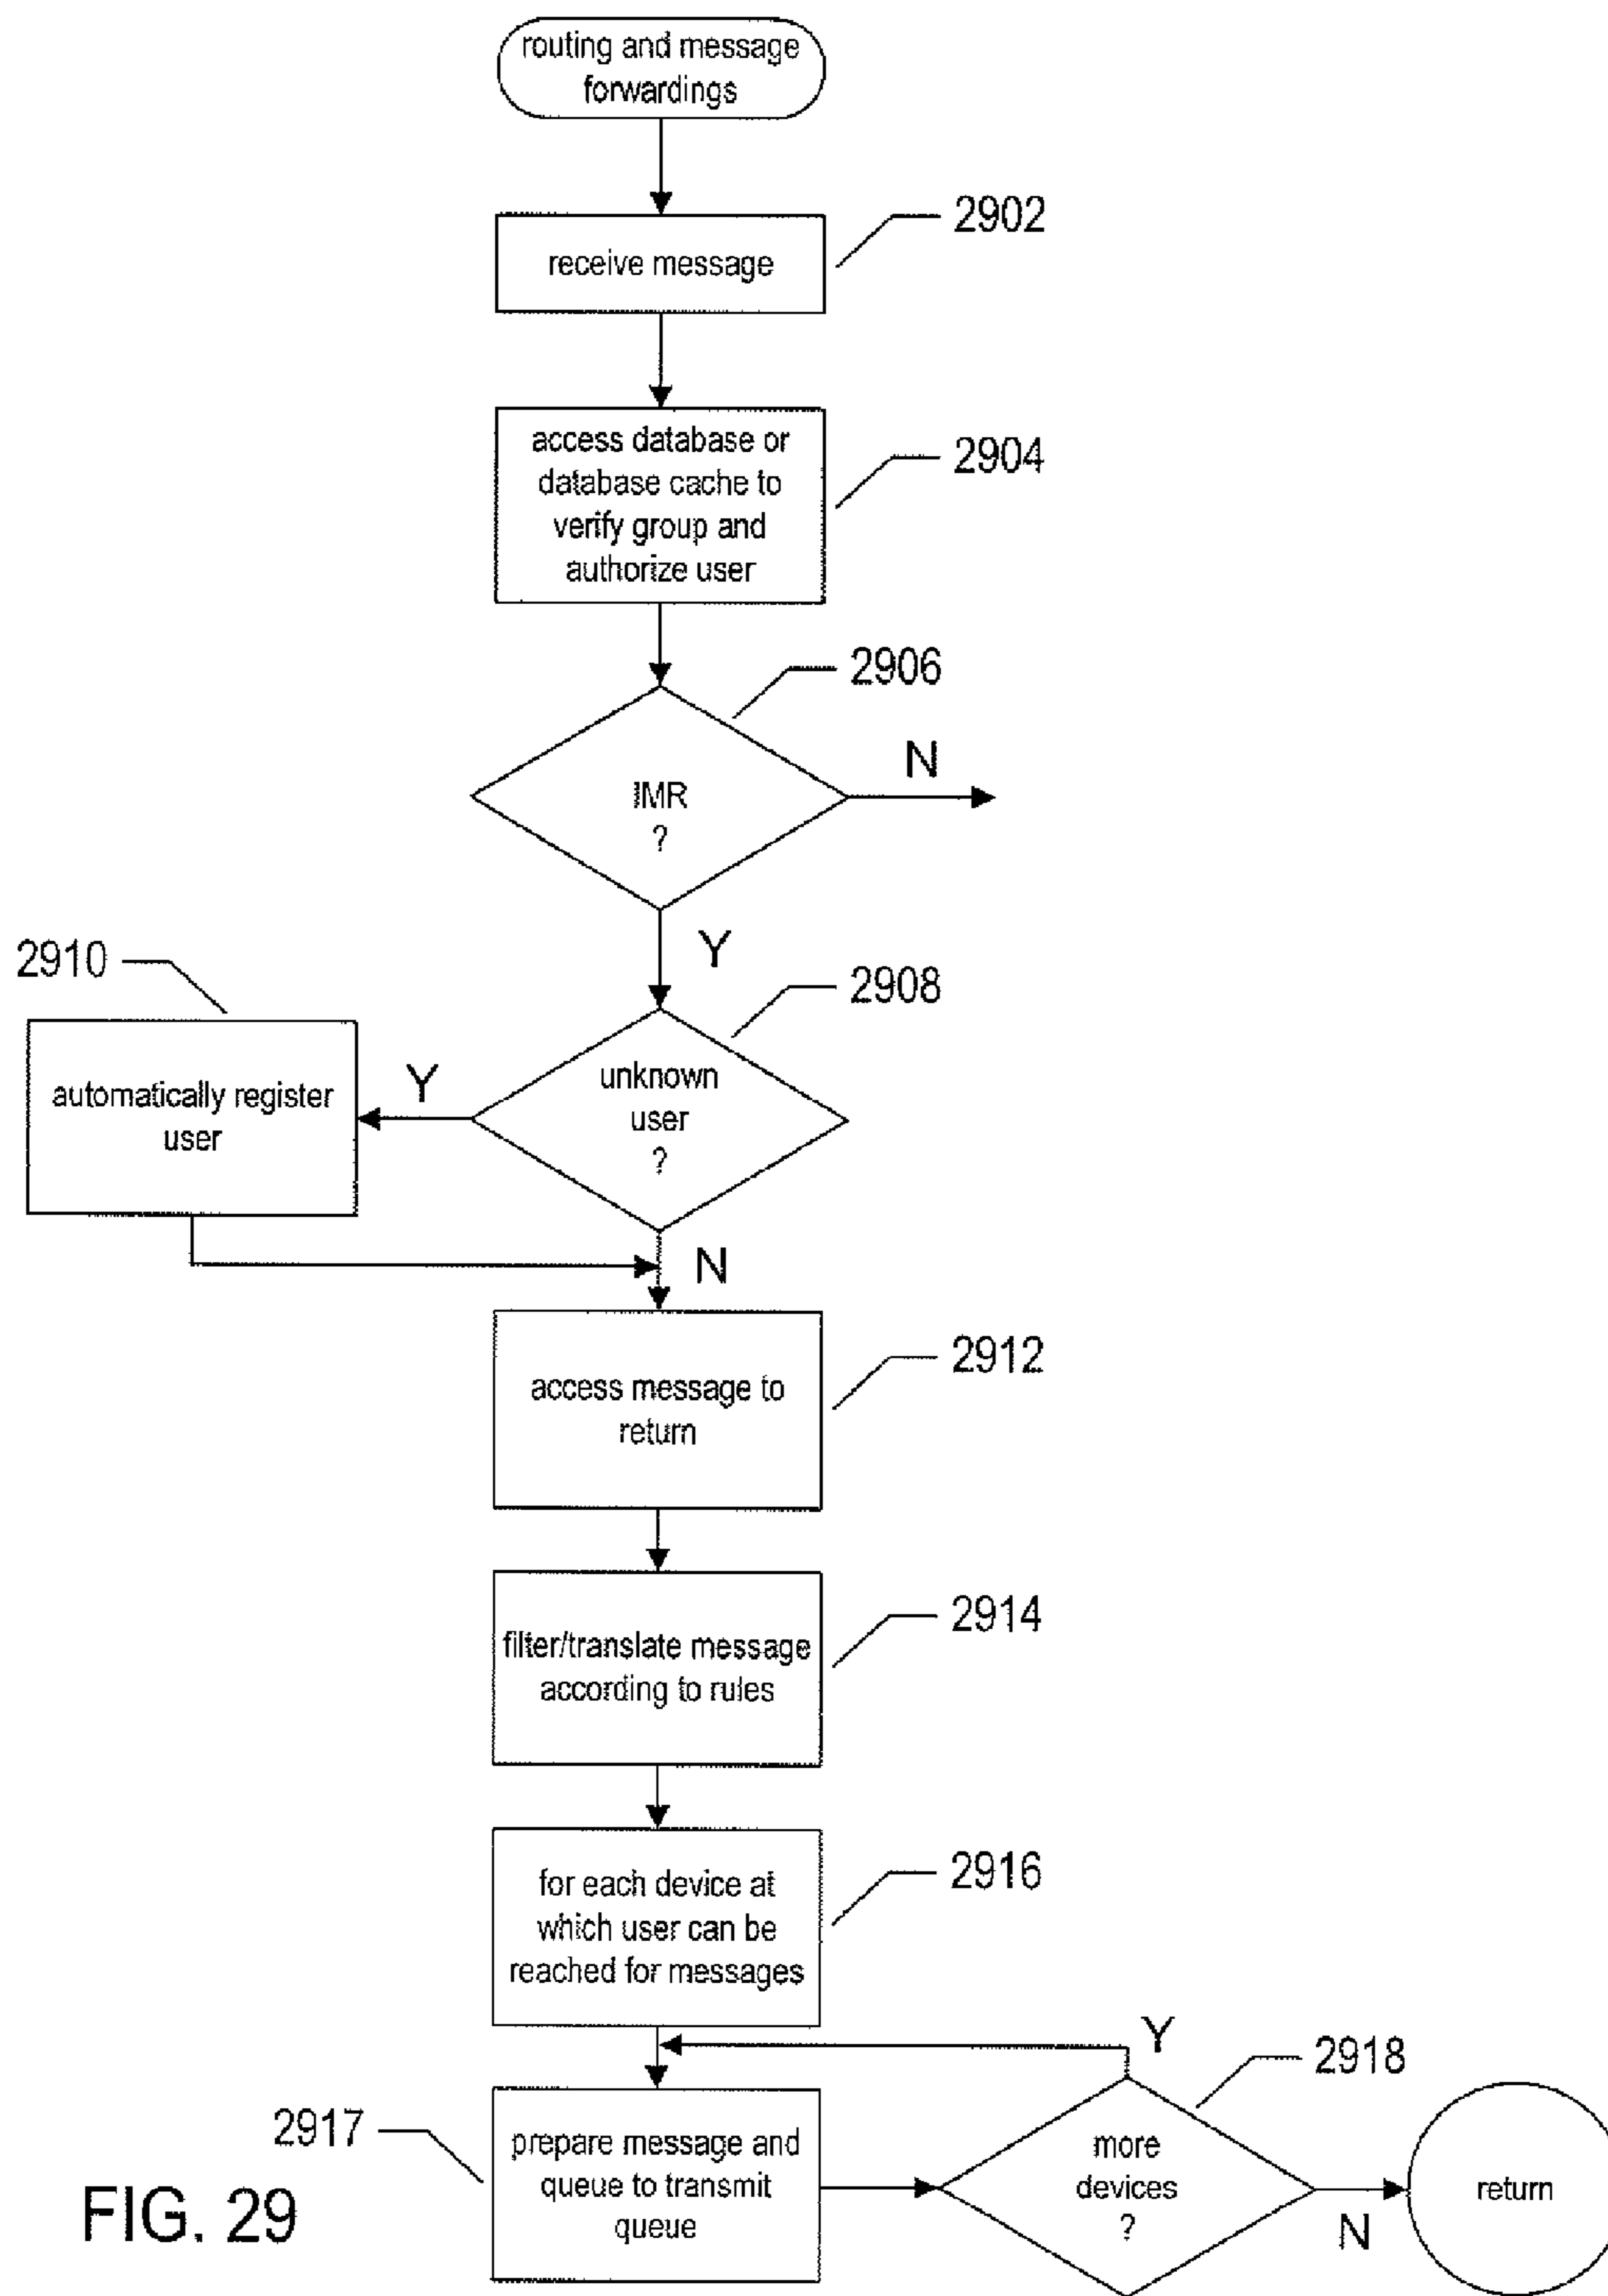 routing and message
forwardings
2902
receive message
2904
access database or
database cache to
verify group and
authorize user
2906
IMR
?
N
Y
2910
2908
automatically register
user
Y
unknown
user
?
N
2912
access message to
return
2914
filter/translate message
according to rules
2916
for each device at
which user can be
reached for messages
Y
2918
2917
prepare message and
queue to transmit
queue
more
devices
?
N
return
FIG. 29